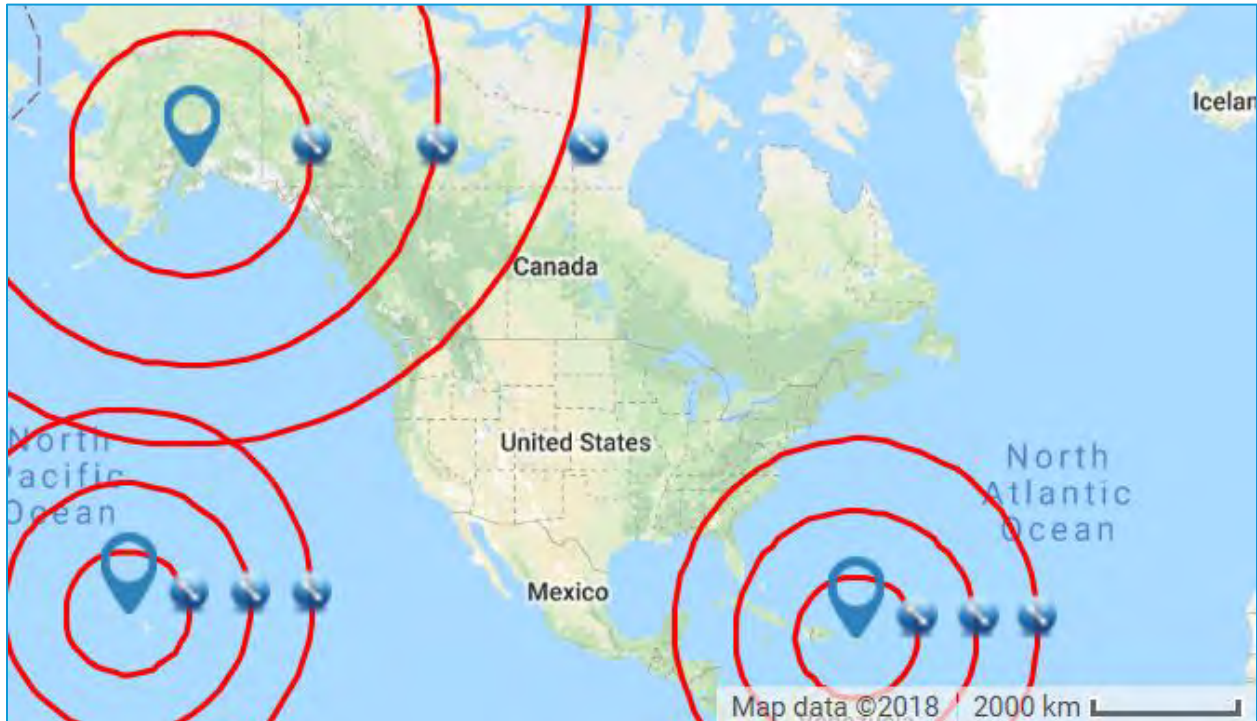 Icelan
Canada
North
Pacific
Ocean
United States
North
Atlantic
Ocean
Mexico
Map data ©2018
2000 km